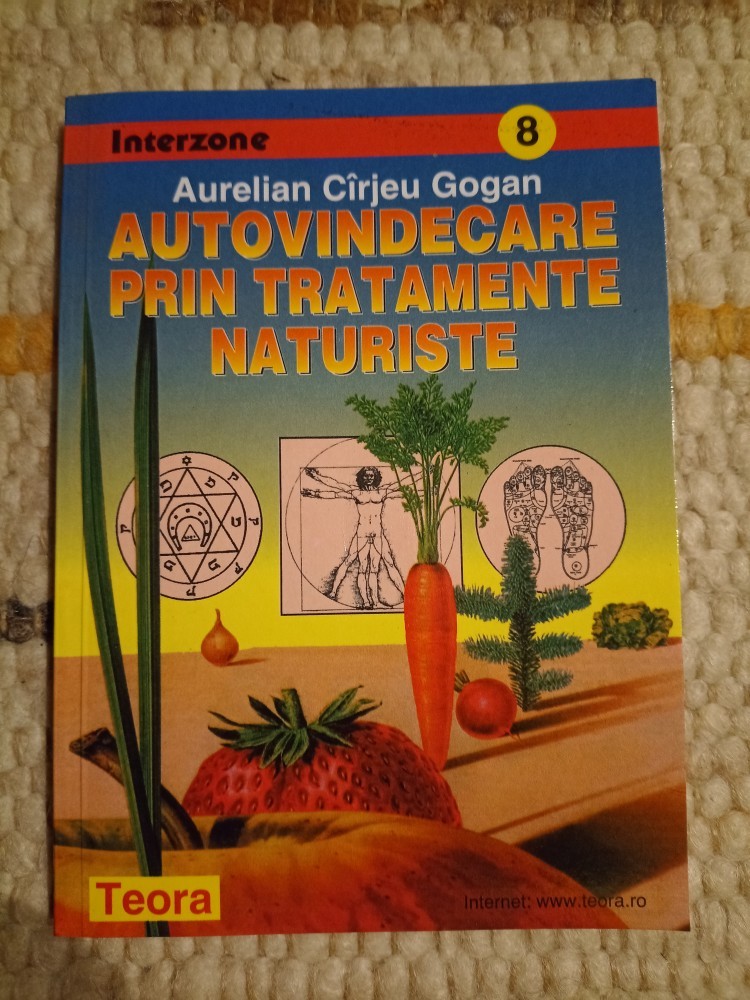 Interzone
8
Aurelian Cîrjeu Gogan
AUTOVINDECARE
PRIN TRATAMENTE
NATURISTE
Teora
Internet: www.teora.ro